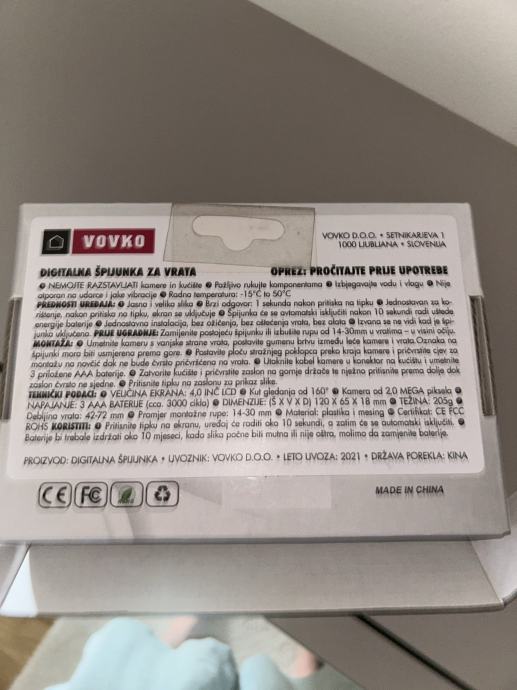 VOVKO
VOVKO D.O.O. • SETNIKARJEVA 1
1000 LJUBLJANA • SLOVENIJA
DIGITALNA ŠPIJUNKA ZA VRATA
OPREZ: PROČITAJTE PRIJE UPOTREBE
NEMOJTE RAZSTAVLJATI kamere in kućište Pažljivo rukujte komponentama Izbjegavajte vodu i vlagu Nije
otporan na udarce i jake vibracije Radna temperatura: -15°C to 50°C
PREDNOSTI UREĐAJA: Jasna i velika slika Brzi odgovor: 1 sekunda nakon pritiska na tipku Jednostavan za ko-
rištenje, nakon pritiska na tipku, ekran se uključuje Špijunka će se automatski isključiti nakon 10 sekundi radi uštede
energije baterije Jednostavna instalacija, bez ožičenja, bez oštećenja vrata, bez alata Izvana se ne vidi kad je špi-
junka uključena. PRIJE UGRADNJE: Zamijenite postojeću špijunku ili izbušite rupu od 14-30mm u vratima – u visini očiju.
MONTAŽA: Umetnite kameru s vanjske strane vrata, postavite gumenu brtvu između leće kamere i vrata.Oznaka na
špijunki mora biti usmjerena prema gore. Postavite ploču stražnjeg poklopca preko kraja kamere i pričvrstite cjev za
montažu na novčić dok ne bude čvrsto pričvršćena na vrata. Utaknite kabel kamere u konektor na kućištu i umetnite
3 priložene AAA baterije. Zatvorite kućište i pričvrstite zaslon na gornje držače te nježno pritisnite prema dolje dok
zaslon čvrsto ne sjedne. Pritisnite tipku na zaslonu za prikaz slike.
TEHNIČKI PODACI: VELIČINA EKRANA: 4,0 INČ LCD Kut gledanja od 160° Kamera od 2,0 MEGA piksela
NAPAJANJE: 3 AAA BATERIJE (cca. 3000 ciklo) DIMENZIJE: (Š X V X D) 120 X 65 X 18 mm TEŽINA: 205g
Debljina vrata: 42-72 mm Promjer montažne rupe: 14-30 mm Material: plastika i mesing Certifikat: CE FCC
ROHS KORISTITI: Pritisnite tipku na ekranu, uređaj će raditi oko 10 sekundi, a zatim će se automatski isključiti.
Baterije bi trebale izdržati oko 10 mjeseci, kada slika počne biti mutna ili nije oštra, molimo da zamjenite baterije.
PROIZVOD: DIGITALNA ŠPIJUNKA • UVOZNIK: VOVKO D.O.O. • LETO UVOZA: 2021 • DRŽAVA POREKLA: KINA
CE FC
MADE IN CHINA